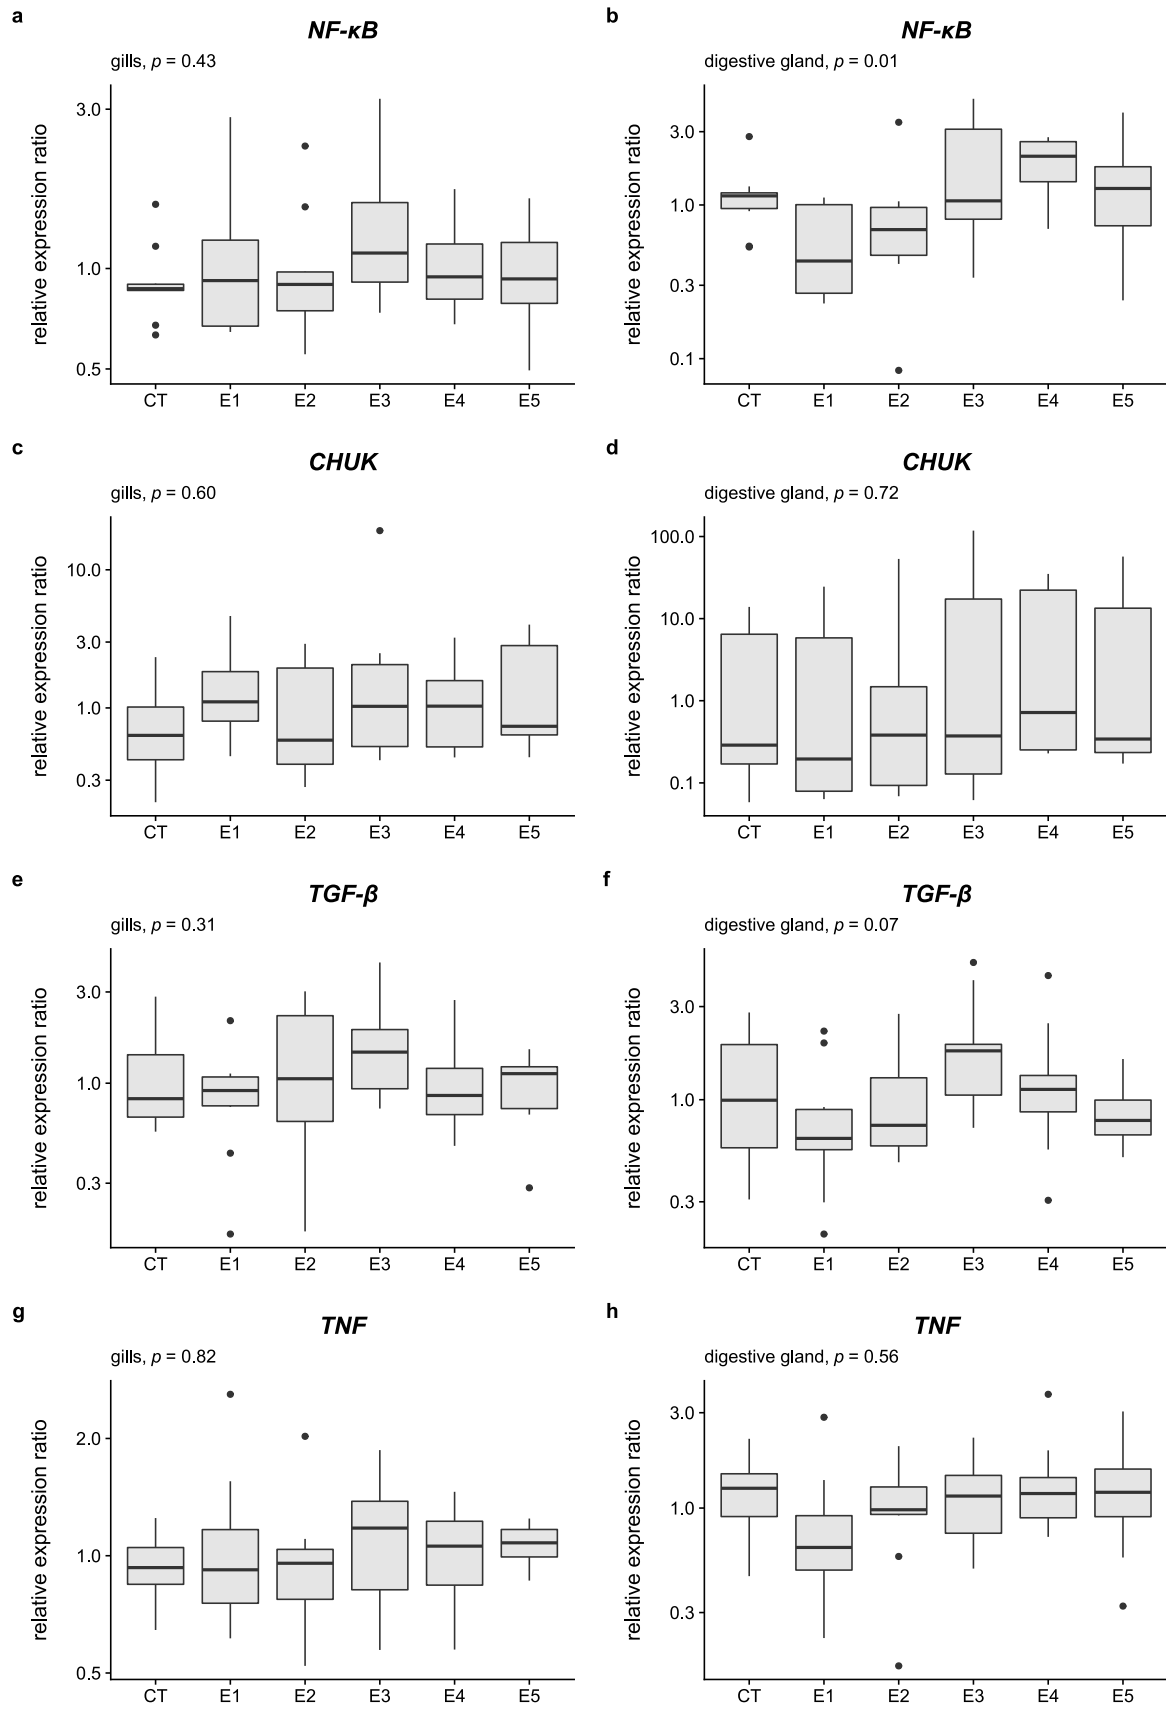 a
NF-κB
gills, p = 0.43
relative expression ratio
3.0
1.0
0.5
CT E1 E2 E3 E4 E5
b
NF-κB
digestive gland, p = 0.01
relative expression ratio
3.0
1.0
0.3
0.1
CT E1 E2 E3 E4 E5
c
CHUK
gills, p = 0.60
relative expression ratio
10.0
3.0
1.0
0.3
CT E1 E2 E3 E4 E5
d
CHUK
digestive gland, p = 0.72
relative expression ratio
100.0
10.0
1.0
0.1
CT E1 E2 E3 E4 E5
e
TGF-β
gills, p = 0.31
relative expression ratio
3.0
1.0
0.3
CT E1 E2 E3 E4 E5
f
TGF-β
digestive gland, p = 0.07
relative expression ratio
3.0
1.0
0.3
CT E1 E2 E3 E4 E5
g
TNF
gills, p = 0.82
relative expression ratio
2.0
1.0
0.5
CT E1 E2 E3 E4 E5
h
TNF
digestive gland, p = 0.56
relative expression ratio
3.0
1.0
0.3
CT E1 E2 E3 E4 E5